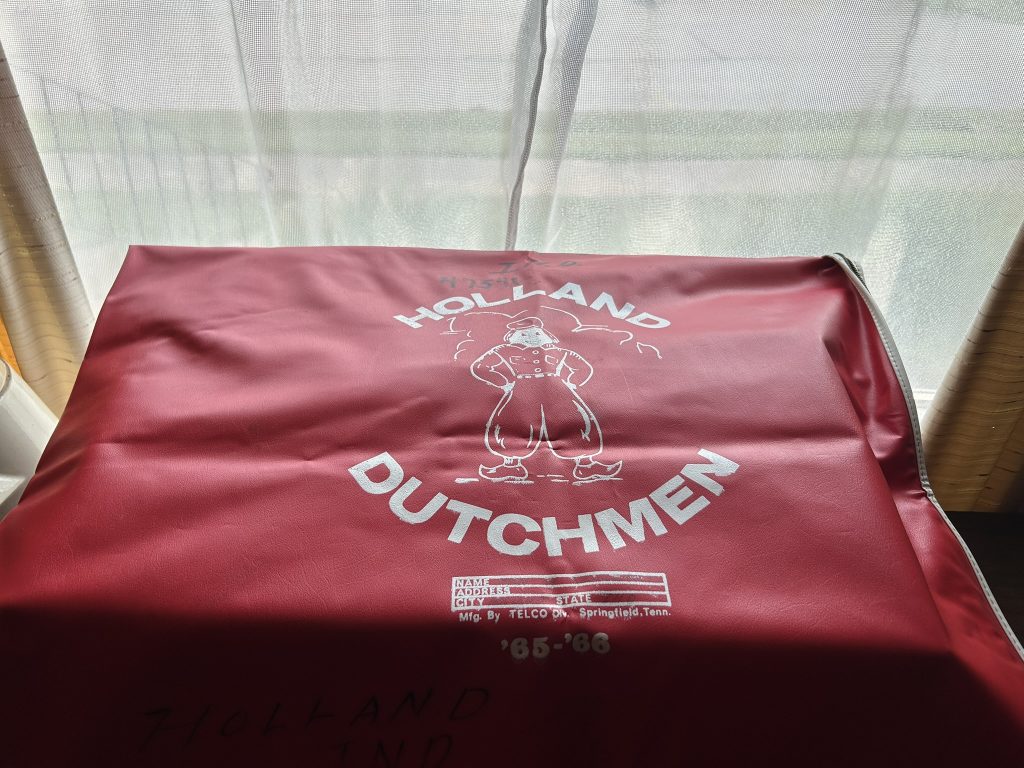 HOLLAND
DUTCHMEN
NAME
ADDRESS
CITY STATE
Mfg. By TELCO Div. Springfield, Tenn.
'65-'66
HOLLAND
IND